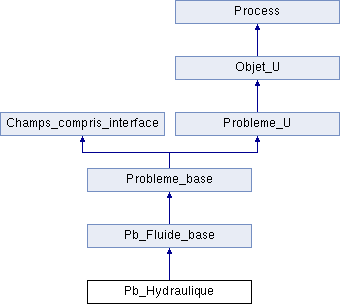 Process
Objet_U
Champs_compris_interface
Probleme_U
Probleme_base
Pb_Fluide_base
Pb_Hydraulique